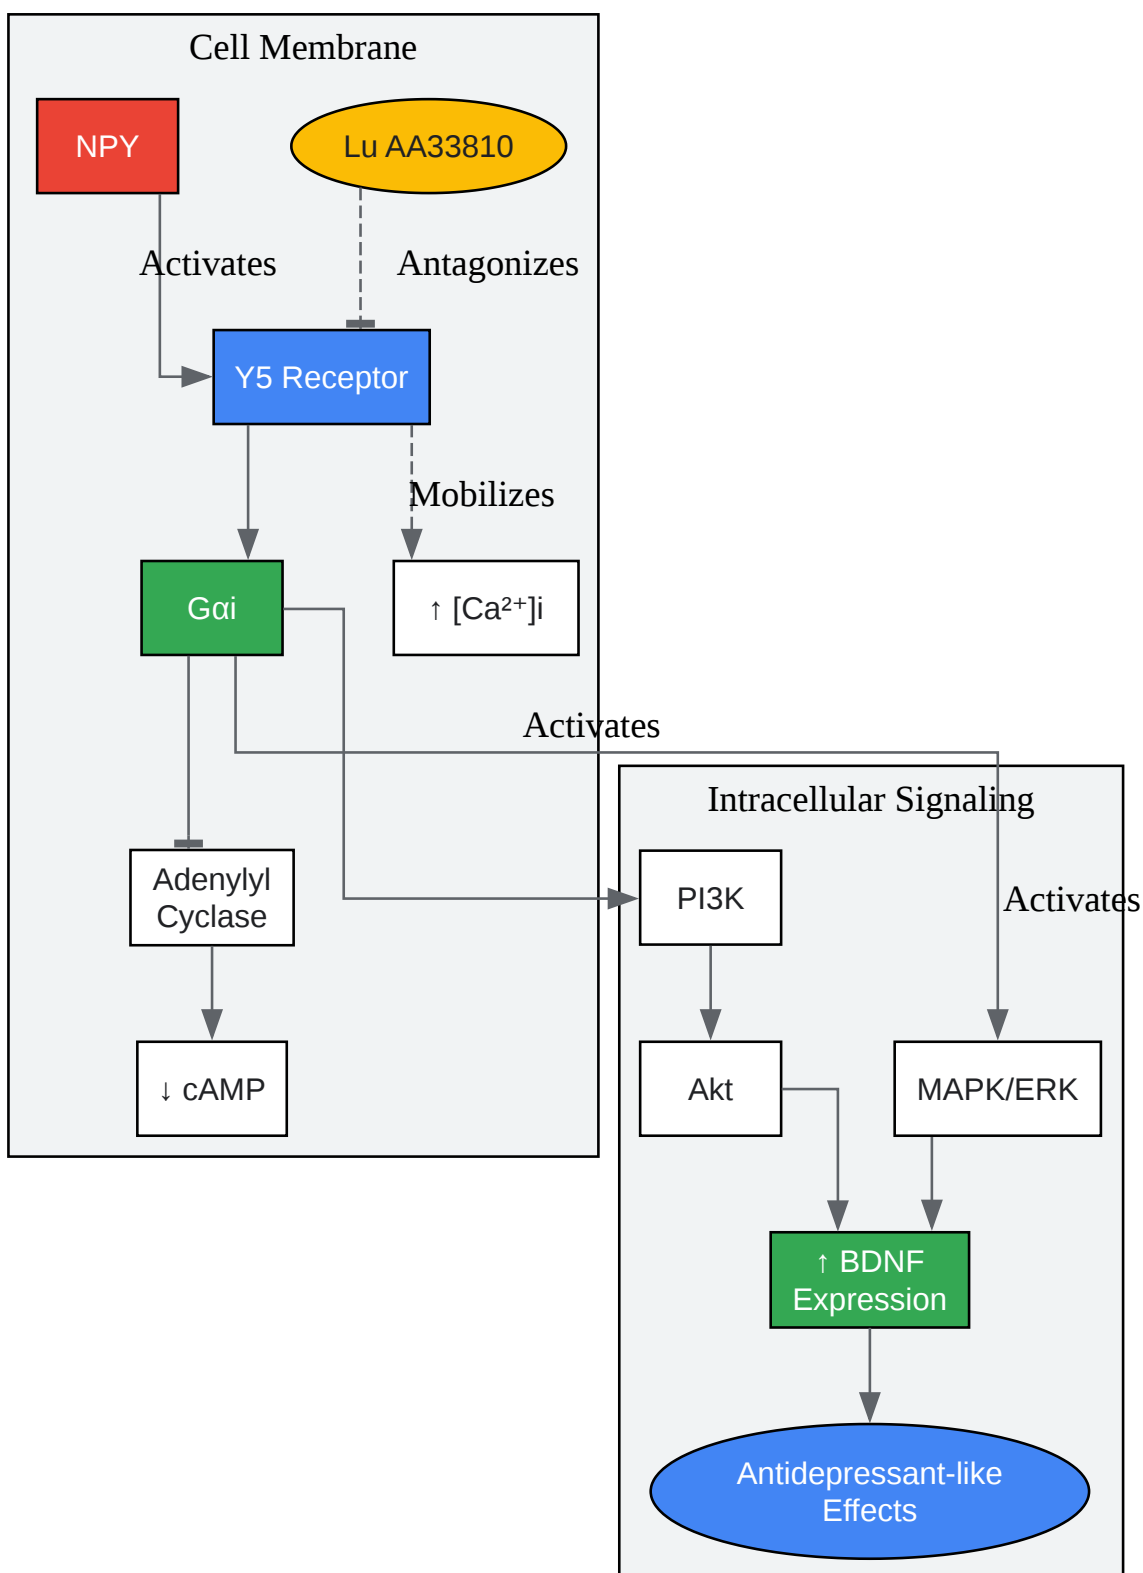 Cell Membrane
NPY
Lu AA33810
Activates
Antagonizes
Y5 Receptor
Mobilizes
Gαi
↑ [Ca²⁺]i
Activates
Intracellular Signaling
Adenylyl
Cyclase
PI3K
Activates
↓ cAMP
Akt
MAPK/ERK
↑ BDNF
Expression
Antidepressant-like
Effects